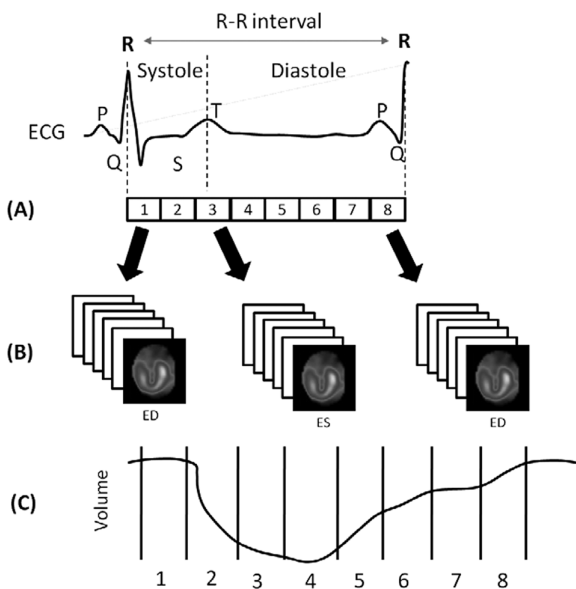 R-R interval
R
R
Systole
Diastole
P
T
P
ECG
Q
S
Q
(A)
1 2 3 4 5 6 7 8
(B)
ED
ES
ED
(C)
Volume
1 2 3 4 5 6 7 8